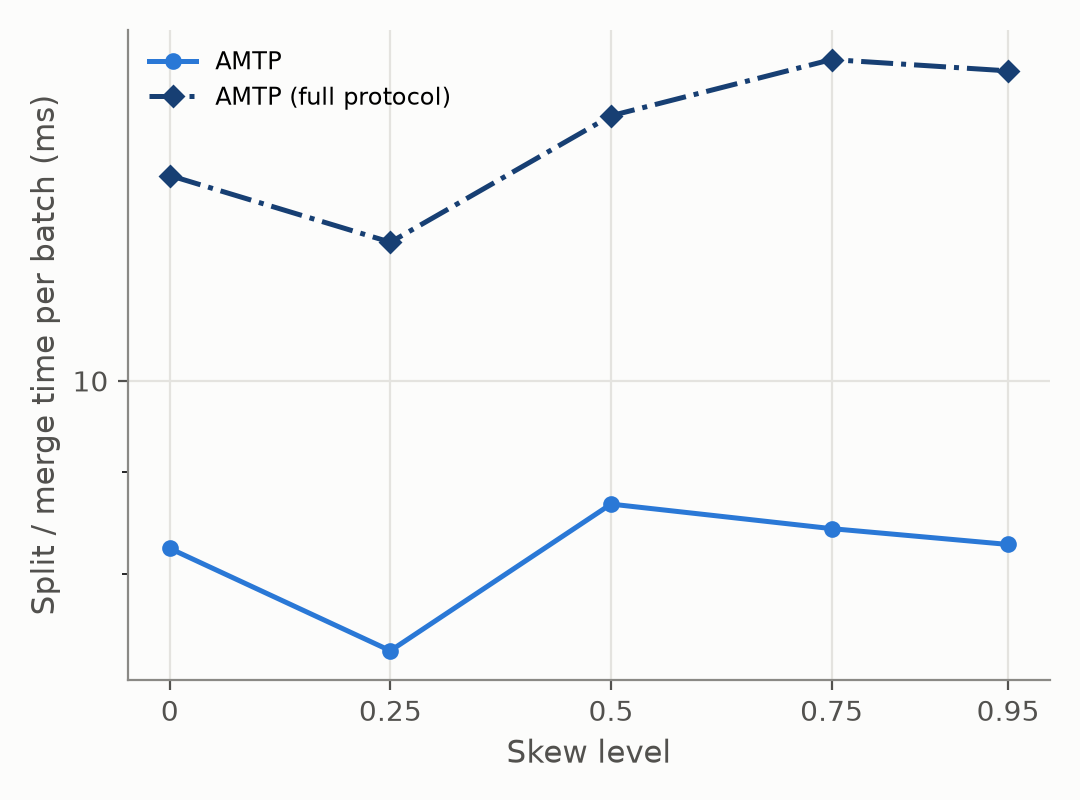 AMTP
AMTP (full protocol)
Split / merge time per batch (ms)
10
0 0.25 0.5 0.75 0.95
Skew level